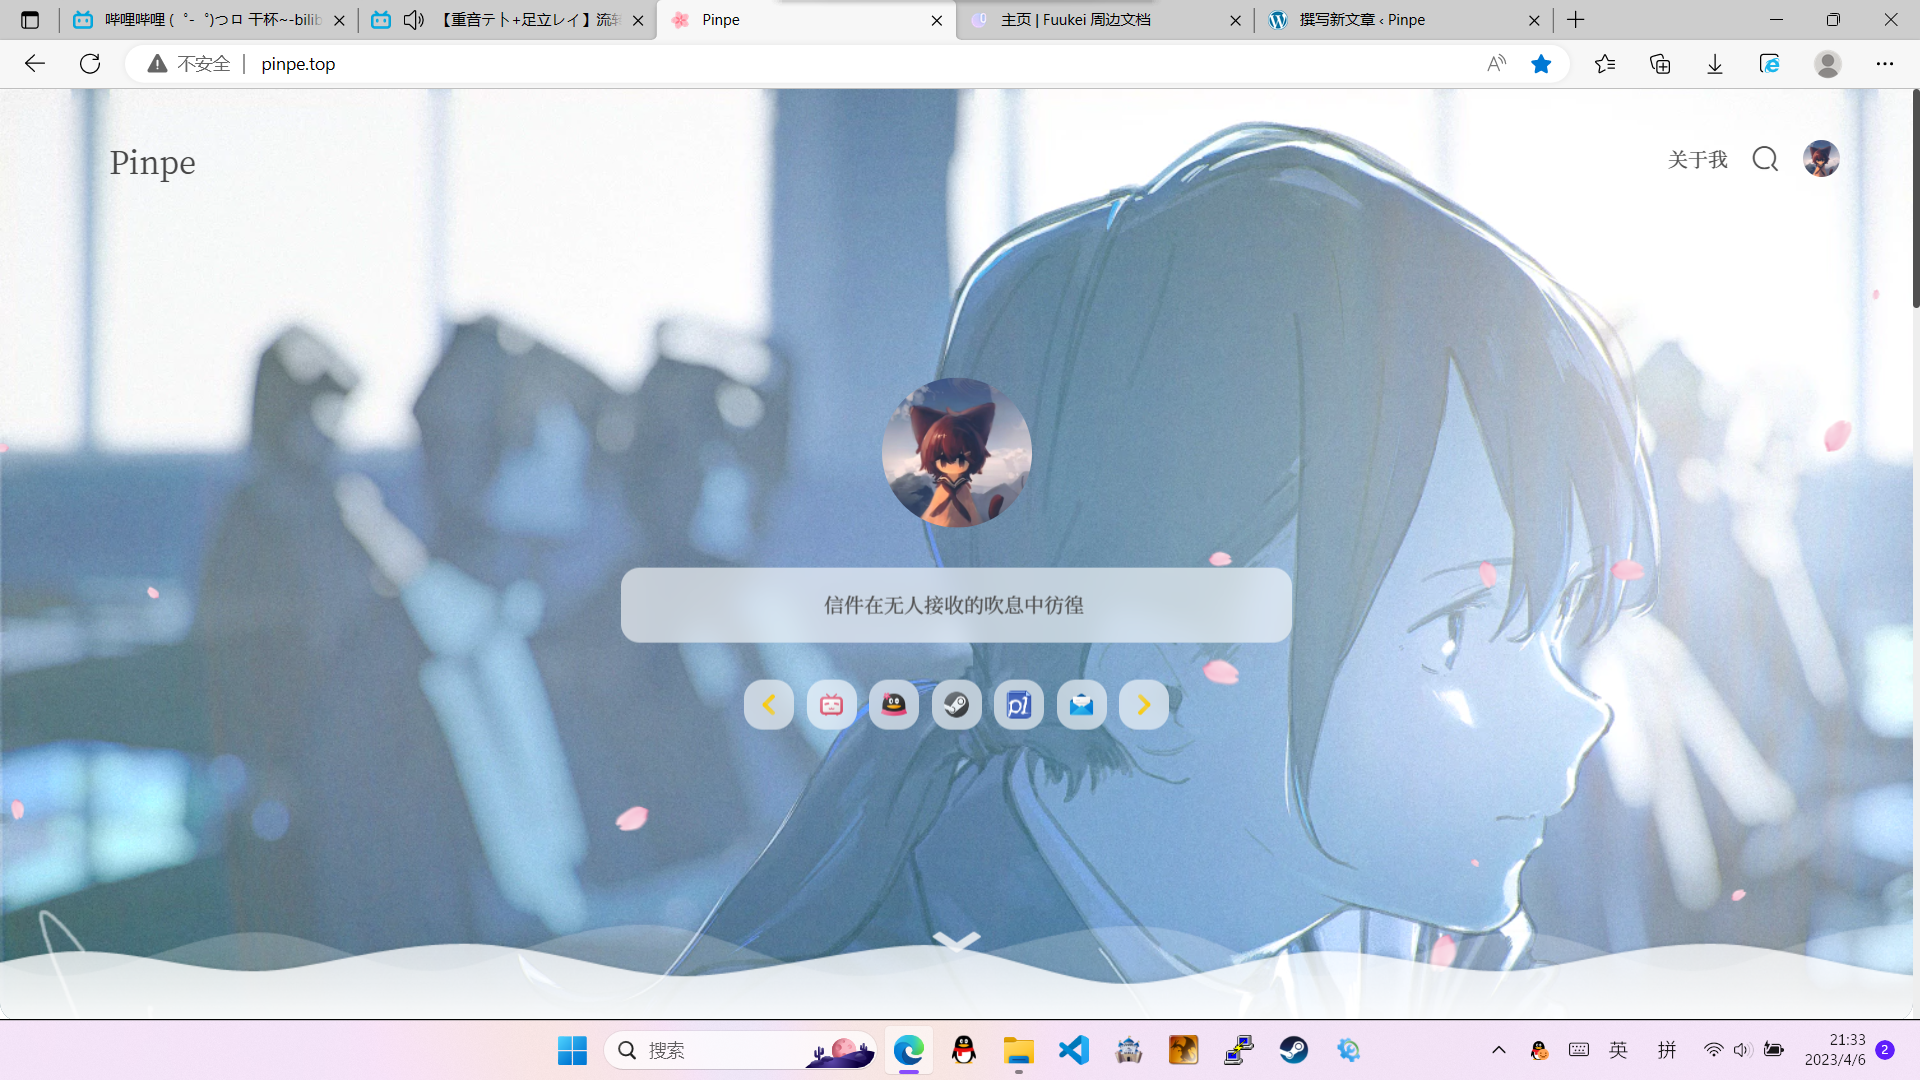 哔哩哔哩 (゜-゜)つロ 干杯~-bilib
【重音テト+足立レイ】流转
Pinpe
主页 | Fuukei 周边文档
撰写新文章 ‹ Pinpe
不安全
pinpe.top
Pinpe
关于我
信件在无人接收的吹息中彷徨
搜索
英
拼
21:33
2023/4/6
2